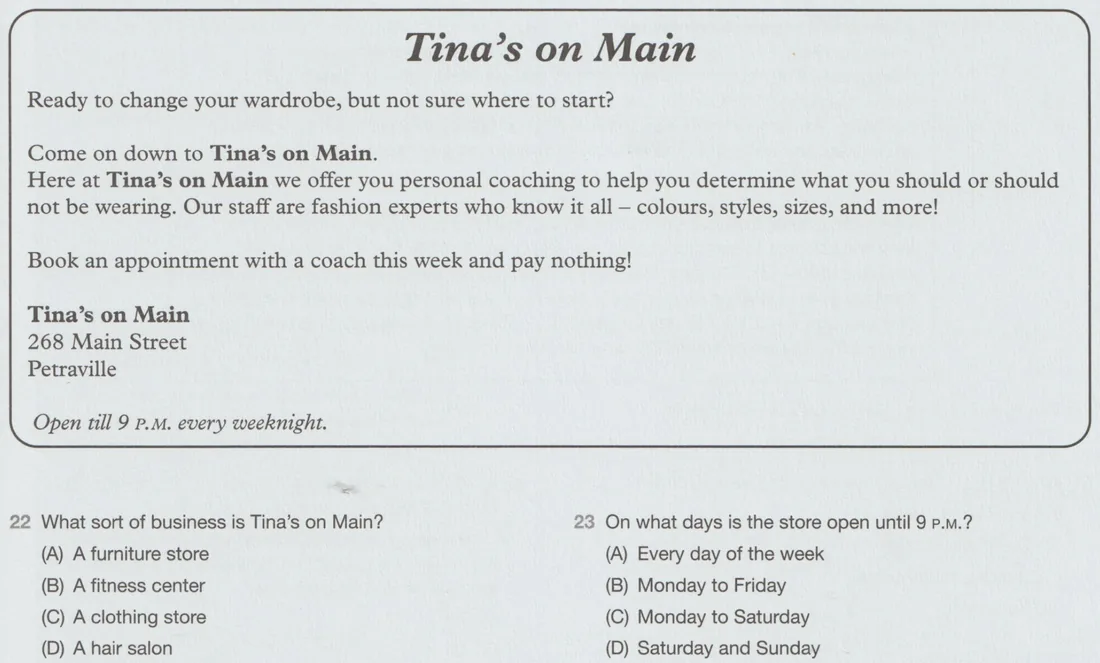 Tina's on Main
Ready to change your wardrobe, but not sure where to start?
Come on down to Tina's on Main.
Here at Tina's on Main we offer you personal coaching to help you determine what you should or should
not be wearing. Our staff are fashion experts who know it all – colours, styles, sizes, and more!
Book an appointment with a coach this week and pay nothing!
Tina's on Main
268 Main Street
Petraville
Open till 9 P.M. every weeknight.
22 What sort of business is Tina's on Main?
(A) A furniture store
(B) A fitness center
(C) A clothing store
(D) A hair salon
23 On what days is the store open until 9 P.M.?
(A) Every day of the week
(B) Monday to Friday
(C) Monday to Saturday
(D) Saturday and Sunday